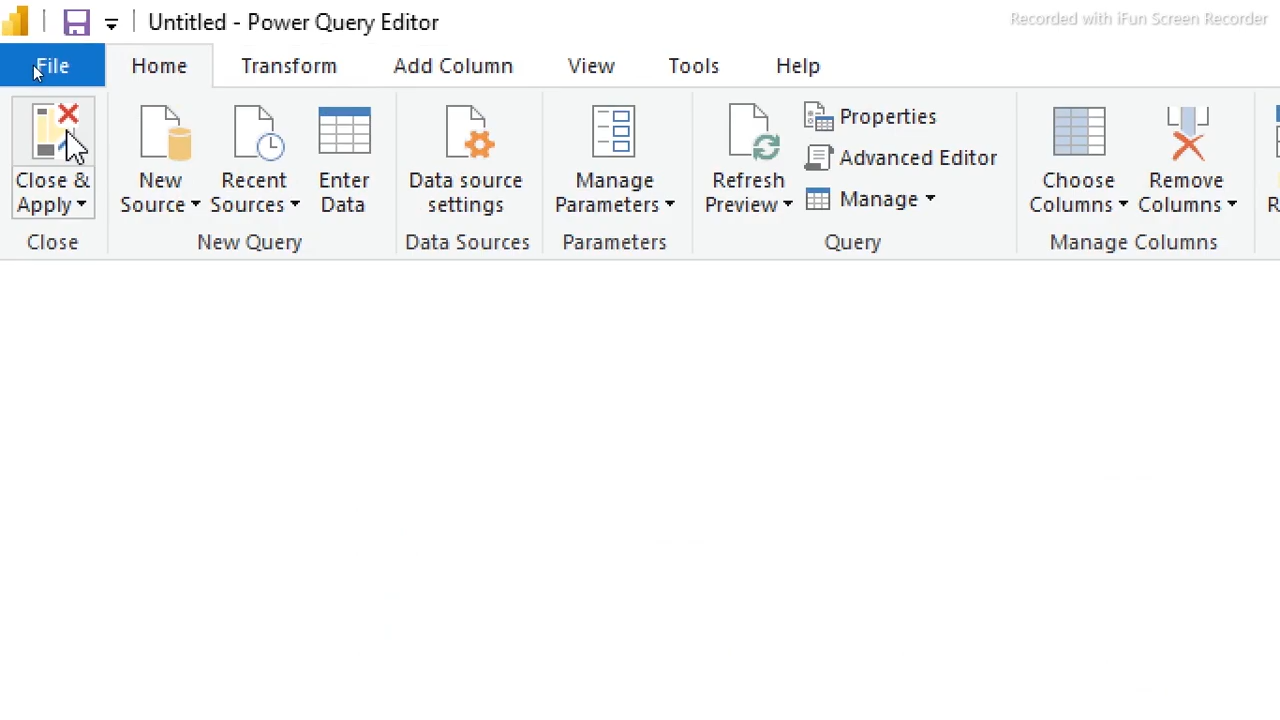 Untitled - Power Query Editor
Recorded with iFun Screen Recorder
File Home Transform Add Column View Tools Help
Close & Apply
New Source
Recent Sources
Enter Data
Data source settings
Manage Parameters
Refresh Preview
Properties
Advanced Editor
Manage
Choose Columns
Remove Columns
R
Close New Query Data Sources Parameters Query Manage Columns